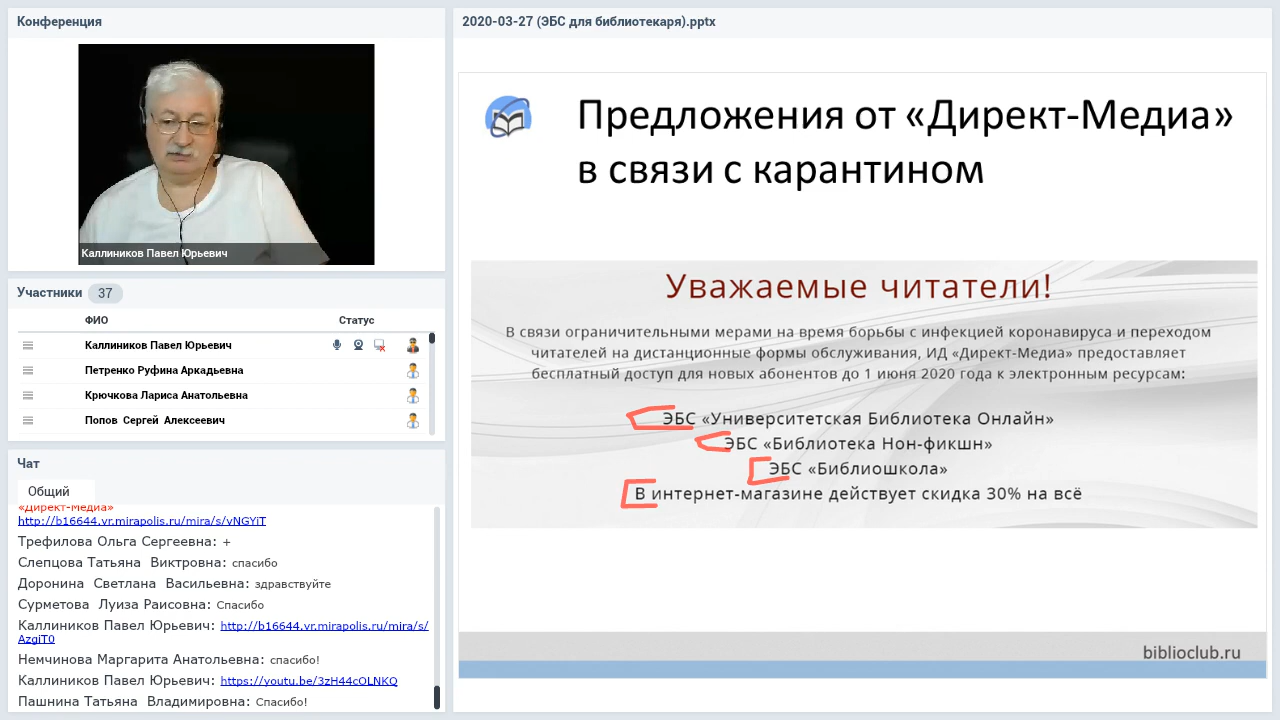 Конференция
Каллиников Павел Юрьевич
Участники 37
ФИО Статус
Каллиников Павел Юрьевич
Петренко Руфина Аркадьевна
Крючкова Лариса Анатольевна
Попов Сергей Алексеевич
Чат
Общий
«Директ-Медиа»
http://b16644.vr.mirapolis.ru/mira/s/vNGYiT
Трефилова Ольга Сергеевна: +
Слепцова Татьяна Виктровна: спасибо
Доронина Светлана Васильевна: здравствуйте
Сурметова Луиза Раисовна: Спасибо
Каллиников Павел Юрьевич: http://b16644.vr.mirapolis.ru/mira/s/
AzgiT0
Немчинова Маргарита Анатольевна: спасибо!
Каллиников Павел Юрьевич: https://youtu.be/3zH44cOLNKQ
Пашнина Татьяна Владимировна: Спасибо!
2020-03-27 (ЭБС для библиотекаря).pptx
Предложения от «Директ-Медиа»
в связи с карантином
Уважаемые читатели!
В связи ограничительными мерами на время борьбы с инфекцией коронавируса и переходом
читателей на дистанционные формы обслуживания, ИД «Директ-Медиа» предоставляет
бесплатный доступ для новых абонентов до 1 июня 2020 года к электронным ресурсам:
ЭБС «Университетская Библиотека Онлайн»
ЭБС «Библиотека Нон-фикшн»
ЭБС «Библиошкола»
В интернет-магазине действует скидка 30% на всё
biblioclub.ru